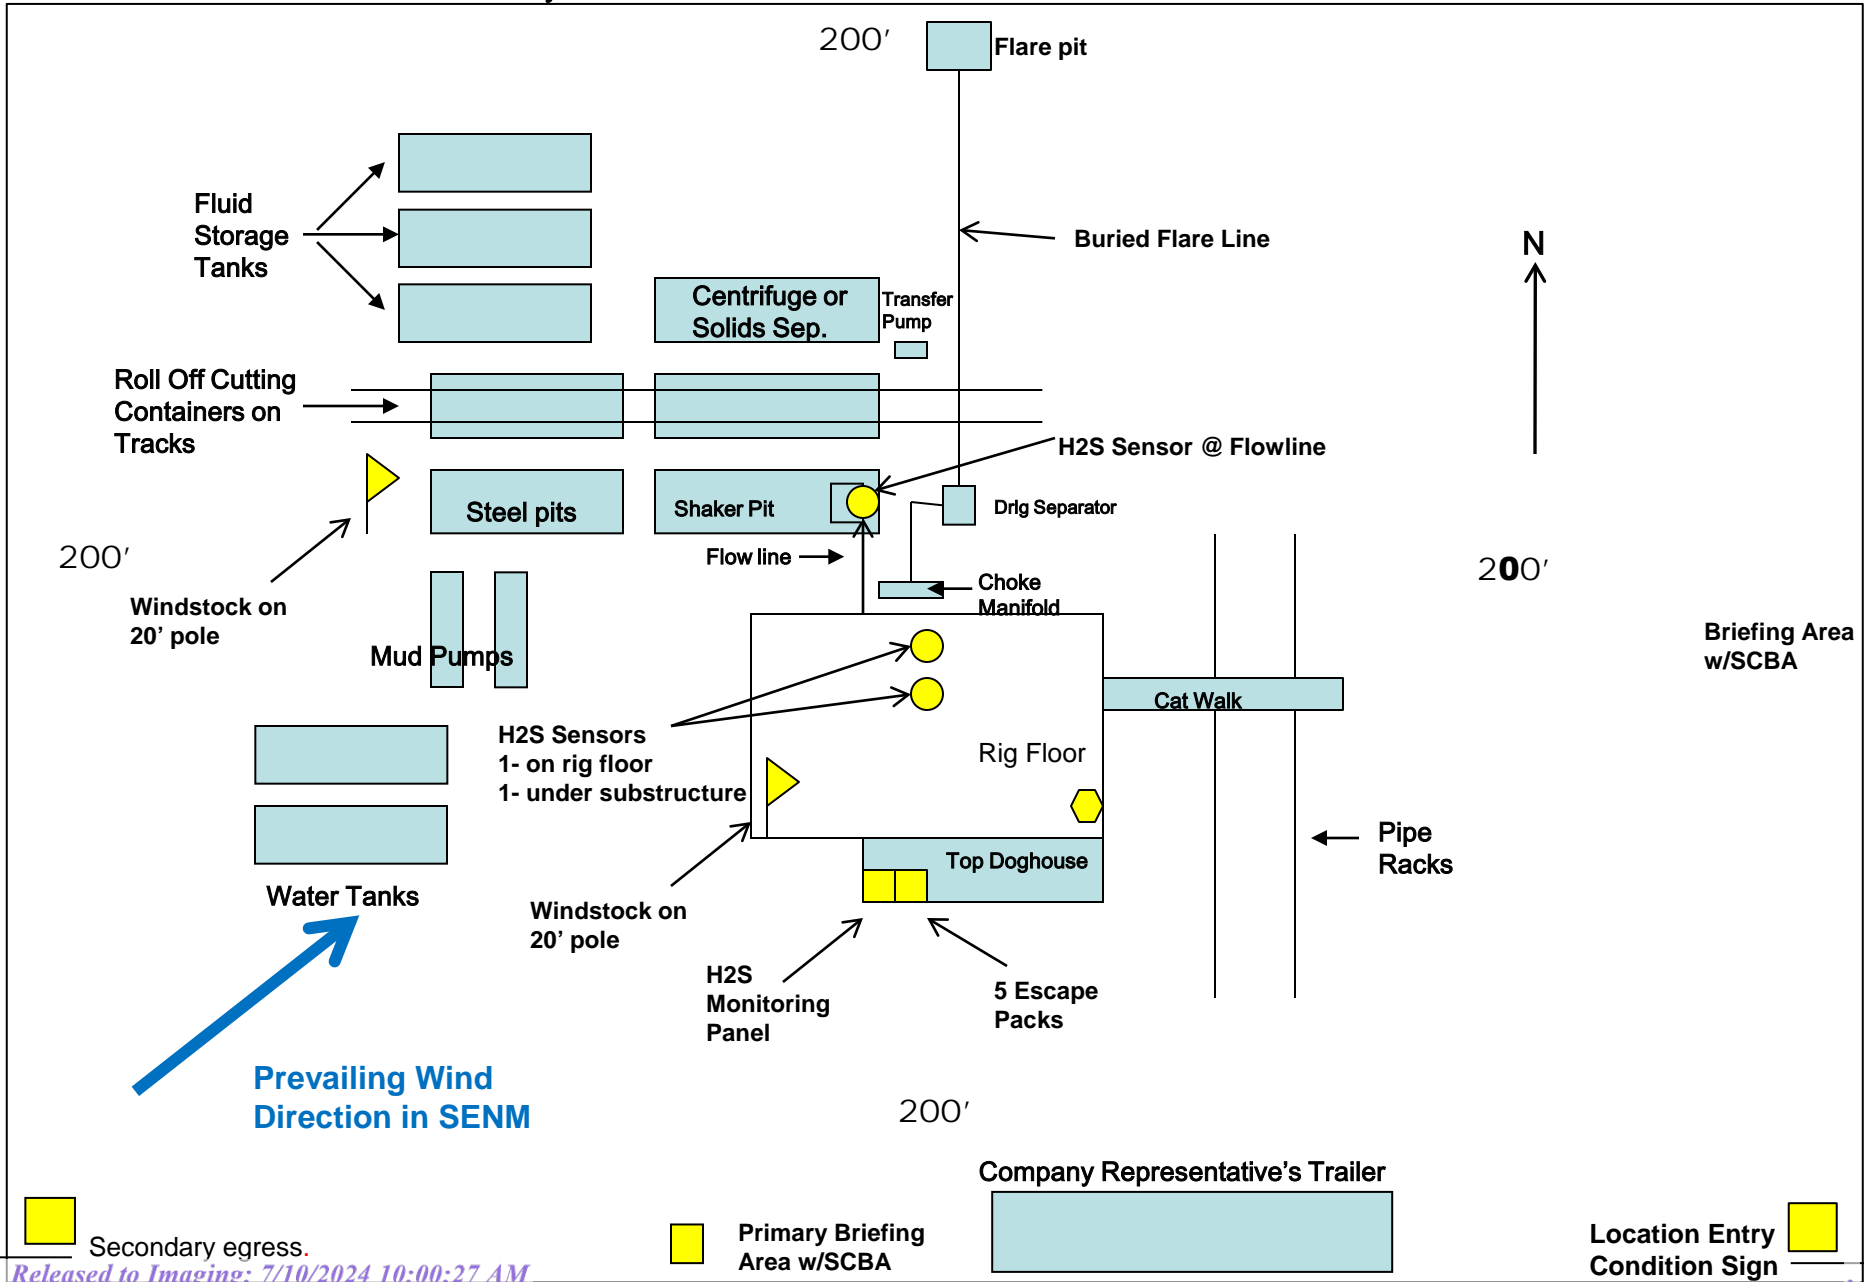 200'
Flare pit
Fluid
Storage
Tanks
Buried Flare Line
N
Centrifuge or
Solids Sep.
Transfer
Pump
Roll Off Cutting
Containers on
Tracks
H2S Sensor @ Flowline
Steel pits
Shaker Pit
Drlg Separator
200'
Flow line
200'
Choke
Manifold
Windstock on
20’ pole
Mud Pumps
Briefing Area
w/SCBA
Cat Walk
H2S Sensors
1- on rig floor
1- under substructure
Rig Floor
Pipe
Racks
Top Doghouse
Water Tanks
Windstock on
20’ pole
H2S
Monitoring
Panel
5 Escape
Packs
Prevailing Wind
Direction in SENM
200'
Company Representative’s Trailer
Secondary egress.
Primary Briefing
Area w/SCBA
Location Entry
Condition Sign
Released to Imaging: 7/10/2024 10:00:27 AM